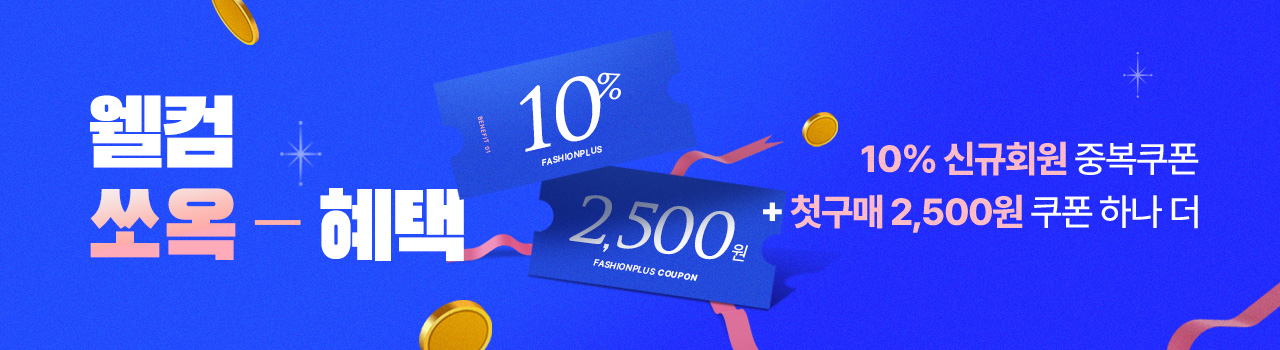 웰컴
쏘옥 — 혜택
10%
BENEFIT 01
FASHIONPLUS
2,500원
FASHIONPLUS COUPON
10% 신규회원 중복쿠폰
+ 첫구매 2,500원 쿠폰 하나 더